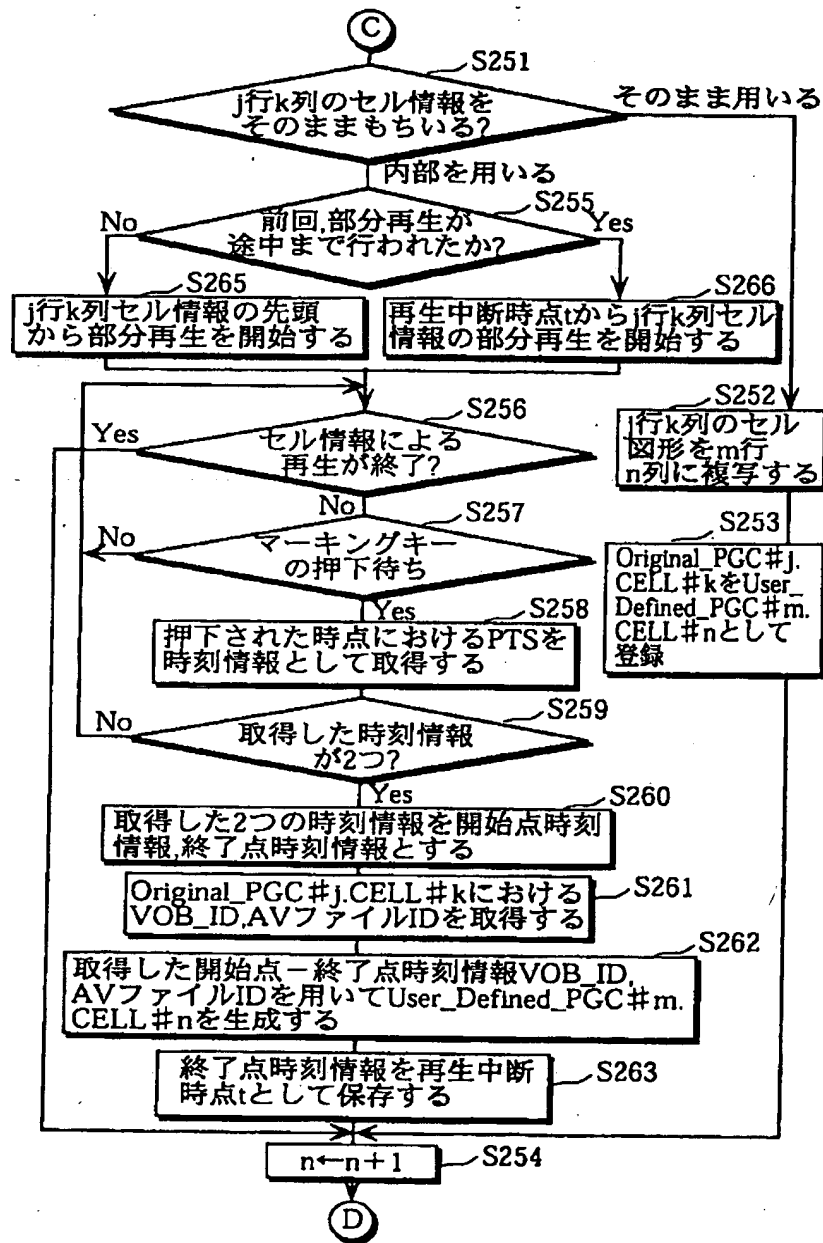 C
S251
j行k列のセル情報を
そのままもちいる?
そのまま用いる
内部を用いる
S255
No
前回,部分再生が
途中まで行われたか?
Yes
S265
j行k列セル情報の先頭
から部分再生を開始する
S266
再生中断時点tからj行k列セル
情報の部分再生を開始する
S252
j行k列のセル
図形をm行
n列に複写する
S256
Yes
セル情報による
再生が終了?
No
S257
No
マーキングキー
の押下待ち
S253
Original_PGC#j.
CELL#kをUser_
Defined_PGC#m.
CELL#nとして
登録
Yes
S258
押下された時点におけるPTSを
時刻情報として取得する
S259
No
取得した時刻情報
が2つ?
Yes
S260
取得した2つの時刻情報を開始点時刻
情報,終了点時刻情報とする
S261
Original_PGC#j.CELL#kにおける
VOB_ID,AVファイルIDを取得する
S262
取得した開始点-終了点時刻情報VOB_ID,
AVファイルIDを用いてUser_Defined_PGC#m.
CELL#nを生成する
S263
終了点時刻情報を再生中断
時点tとして保存する
n←n+1
S254
D